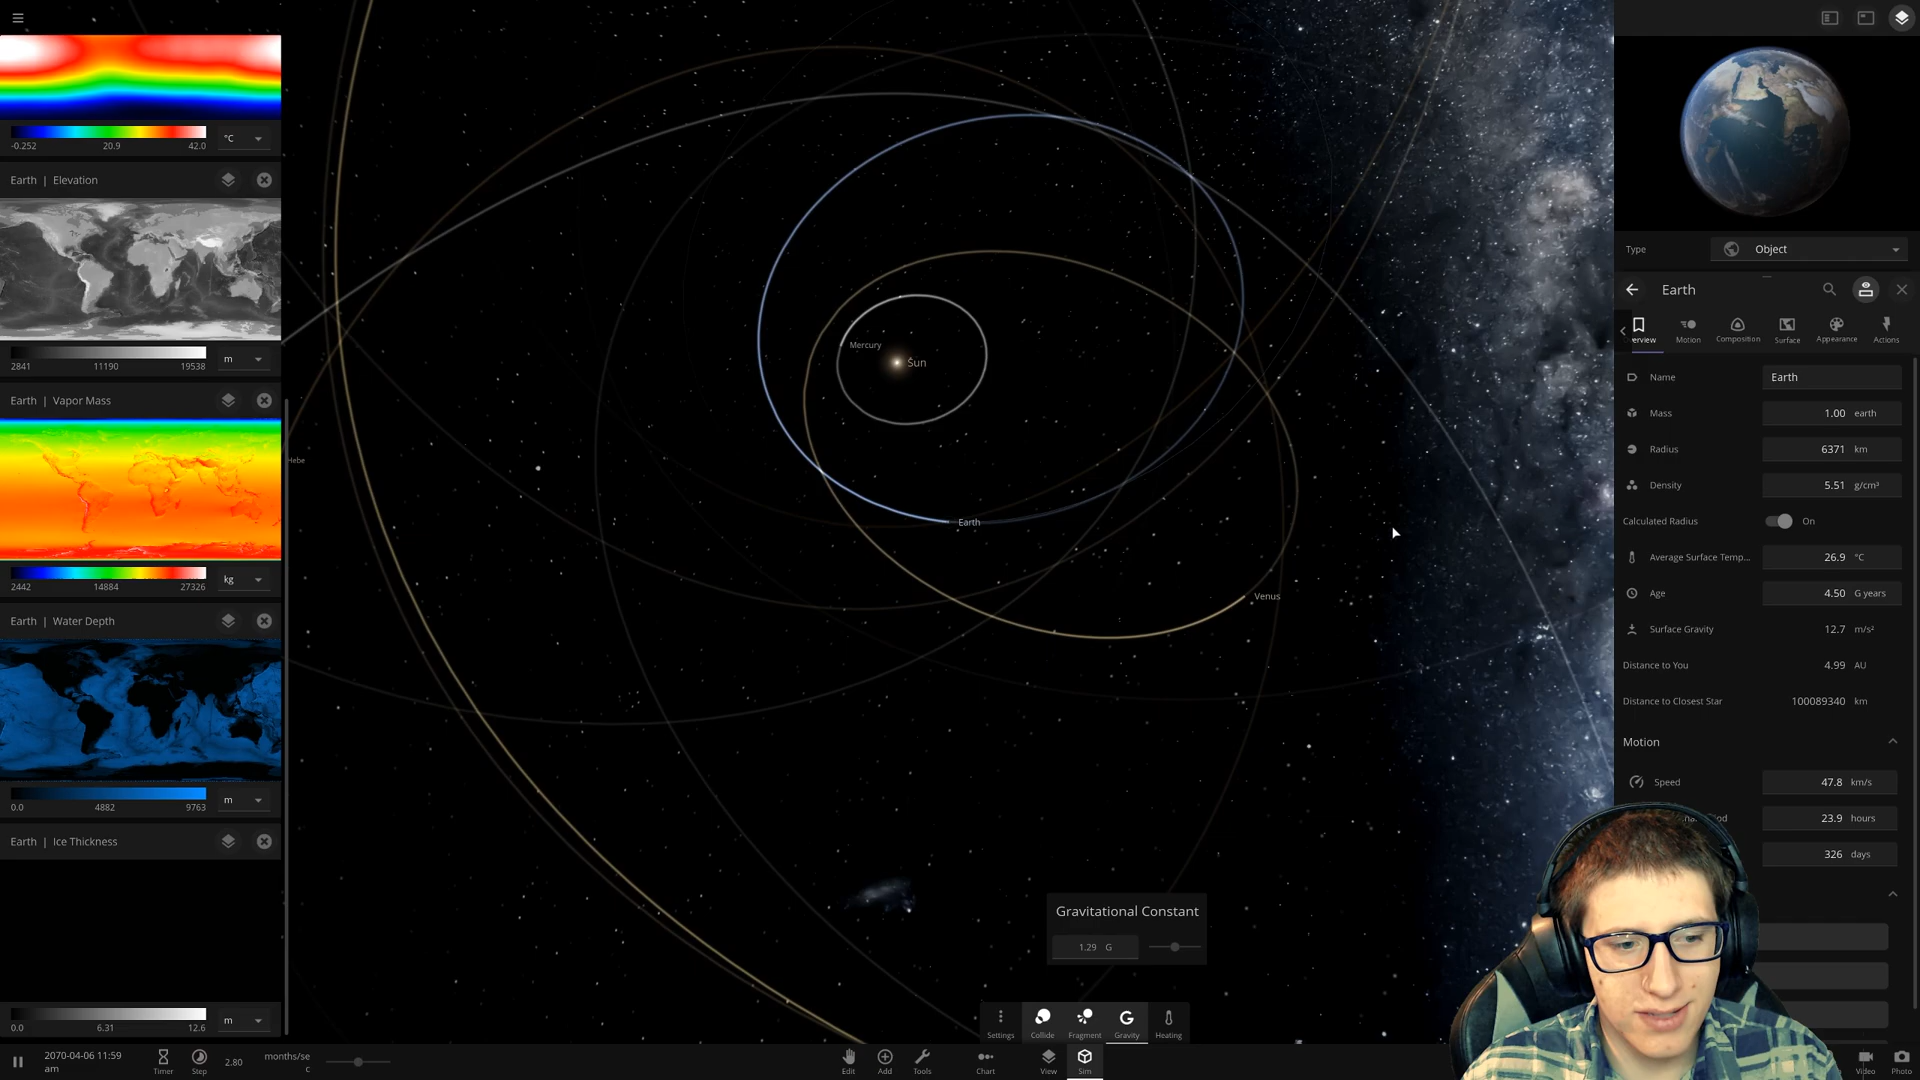 -0.252 20.9 42.0
°C
Earth | Elevation
2841 11190 19538
m
Earth | Vapor Mass
2442 14884 27326
kg
Earth | Water Depth
0.0 4882 9763
m
Earth | Ice Thickness
0.0 6.31 12.6
m
Hebe
Mercury
Sun
Earth
Venus
Gravitational Constant
1.29 G
Settings Collide Fragment Gravity Heating
2070-04-06 11:59
am
Timer Step 2.80 months/se
c
Edit Add Tools Chart View Sim
Video Photo
Type Object
Earth
erview Motion Composition Surface Appearance Actions
Name Earth
Mass 1.00 earth
Radius 6371 km
Density 5.51 g/cm³
Calculated Radius On
Average Surface Temp... 26.9 °C
Age 4.50 G years
Surface Gravity 12.7 m/s²
Distance to You 4.99 AU
Distance to Closest Star 100089340 km
Motion
Speed 47.8 km/s
23.9 hours
326 days